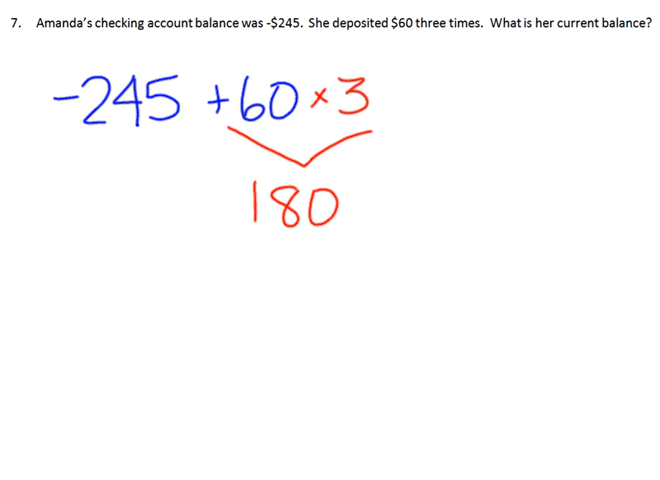 7. Amanda's checking account balance was -$245. She deposited $60 three times. What is her current balance?
-245 +60 × 3
180